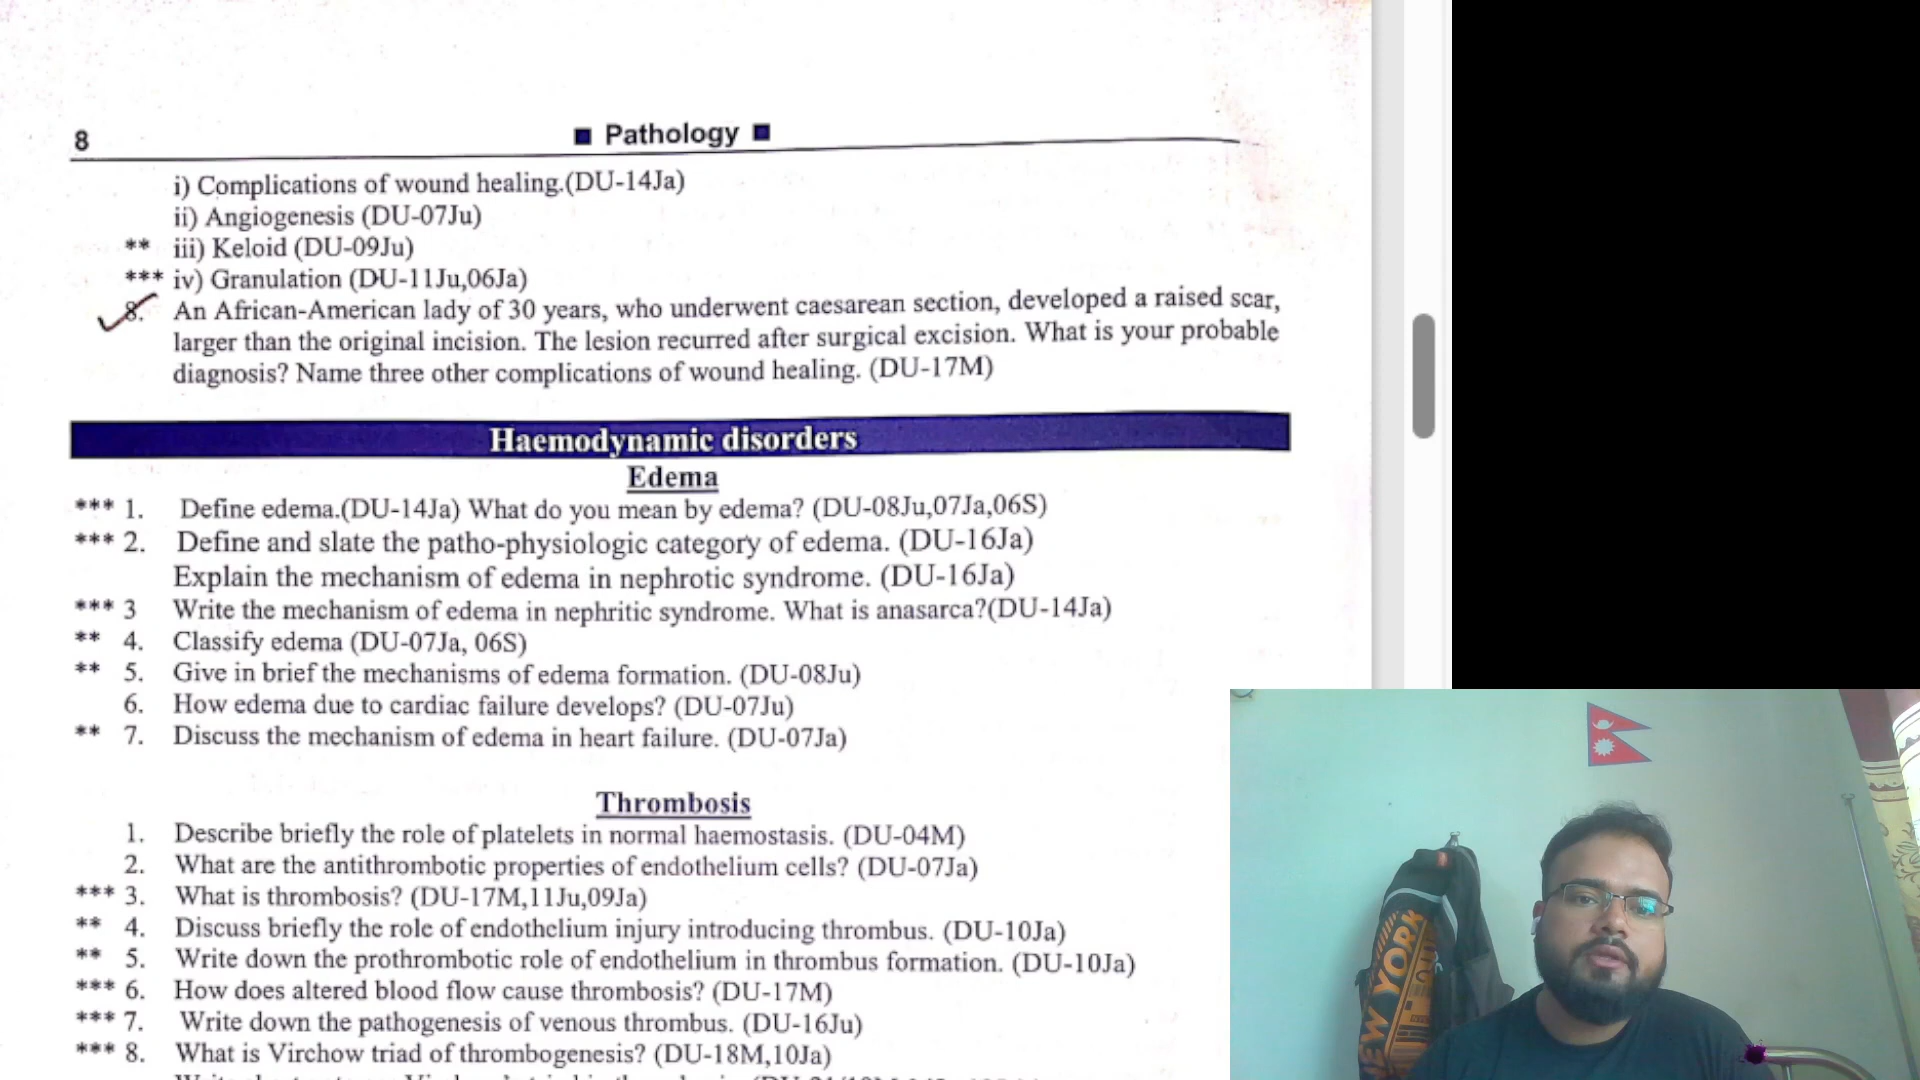 8
Pathology
i) Complications of wound healing.(DU-14Ja)
ii) Angiogenesis (DU-07Ju)
** iii) Keloid (DU-09Ju)
*** iv) Granulation (DU-11Ju,06Ja)
8. An African-American lady of 30 years, who underwent caesarean section, developed a raised scar,
larger than the original incision. The lesion recurred after surgical excision. What is your probable
diagnosis? Name three other complications of wound healing. (DU-17M)
Haemodynamic disorders
Edema
*** 1. Define edema.(DU-14Ja) What do you mean by edema? (DU-08Ju,07Ja,06S)
*** 2. Define and slate the patho-physiologic category of edema. (DU-16Ja)
Explain the mechanism of edema in nephrotic syndrome. (DU-16Ja)
*** 3 Write the mechanism of edema in nephritic syndrome. What is anasarca?(DU-14Ja)
** 4. Classify edema (DU-07Ja, 06S)
** 5. Give in brief the mechanisms of edema formation. (DU-08Ju)
6. How edema due to cardiac failure develops? (DU-07Ju)
** 7. Discuss the mechanism of edema in heart failure. (DU-07Ja)
Thrombosis
1. Describe briefly the role of platelets in normal haemostasis. (DU-04M)
2. What are the antithrombotic properties of endothelium cells? (DU-07Ja)
*** 3. What is thrombosis? (DU-17M,11Ju,09Ja)
** 4. Discuss briefly the role of endothelium injury introducing thrombus. (DU-10Ja)
** 5. Write down the prothrombotic role of endothelium in thrombus formation. (DU-10Ja)
*** 6. How does altered blood flow cause thrombosis? (DU-17M)
*** 7. Write down the pathogenesis of venous thrombus. (DU-16Ju)
*** 8. What is Virchow triad of thrombogenesis? (DU-18M,10Ja)
NEW YORK